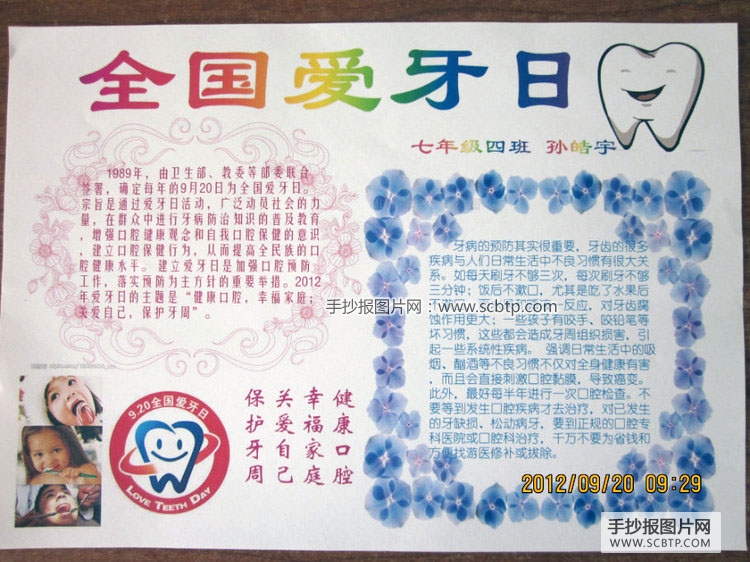 全国爱牙日
七年级四班 孙皓宇
1989年，由卫生部、教委等部委联合
签署，确定每年的9月20日为全国爱牙日。
宗旨是通过爱牙日活动，广泛动员社会的力
量，在群众中进行牙病防治知识的普及教育
，增强口腔健康观念和自我口腔保健的意识
，建立口腔保健行为，从而提高全民族的口
腔健康水平。 建立爱牙日是加强口腔预防
工作，落实预防为主方针的重要举措。2012
年爱牙日的主题是“健康口腔，幸福家庭；
关爱自己，保护牙周”。
牙病的预防其实很重要，牙齿的很多
疾病与人们日常生活中不良习惯有很大关
系。如每天刷牙不够三次，每次刷牙不够
三分钟；饭后不漱口，尤其是吃了水果后
反应，对牙齿腐
蚀作用更大；一些孩子有咬手、咬铅笔等
坏习惯，这些都会造成牙周组织损害，引
起一些系统性疾病。 强调日常生活中的吸
烟、酗酒等不良习惯不仅对全身健康有害
，而且会直接刺激口腔黏膜，导致癌变。
此外，最好每半年进行一次口腔检查。不
要等到发生口腔疾病才去治疗，对已发生
的牙缺损、松动病牙，要到正规的口腔专
科医院或口腔科治疗，千万不要为省钱和
方便找游医修补或拔除。
手抄报图片网：www.scbtp.com
9.20全国爱牙日
LOVE TEETH DAY
健康口腔
幸福家庭
关爱自己
保护牙周
2012/09/20 09:29
手抄报图片网
WWW.SCBTP.COM